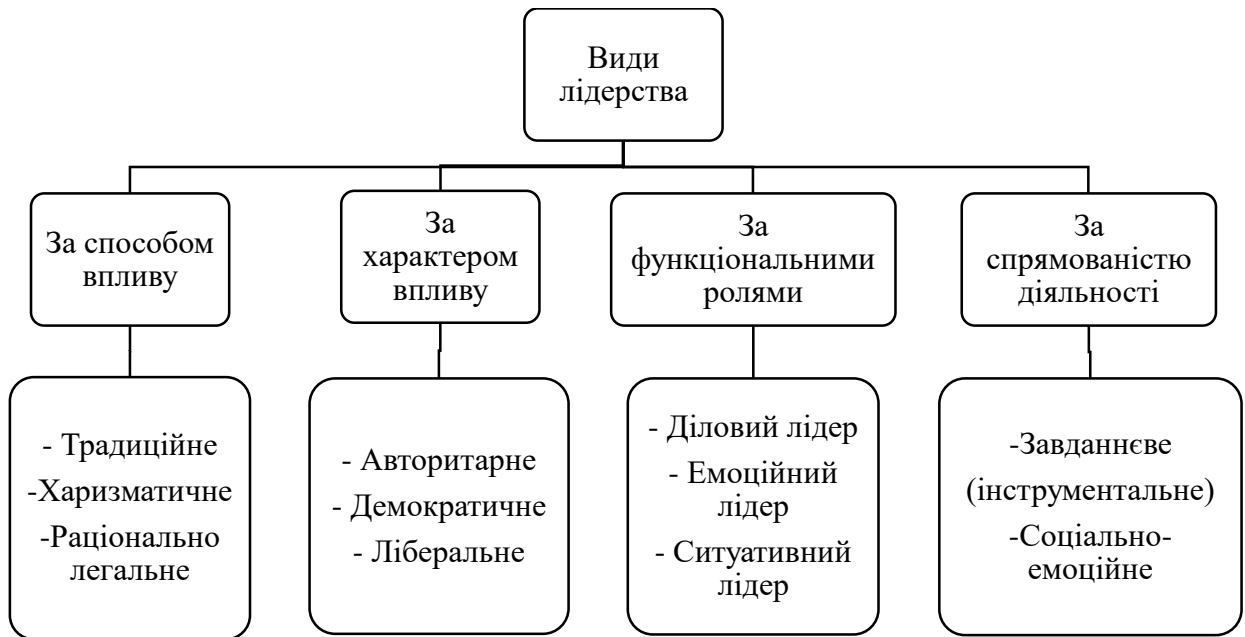 Види
лідерства
За способом
впливу
За
характером
впливу
За
функціональними
ролями
За
спрямованістю
діяльності
- Традиційне
-Харизматичне
-Раціонально
легальне
- Авторитарне
- Демократичне
- Ліберальне
- Діловий лідер
- Емоційний
лідер
- Ситуативний
лідер
-Завданнєве
(інструментальне)
-Соціально-
емоційне